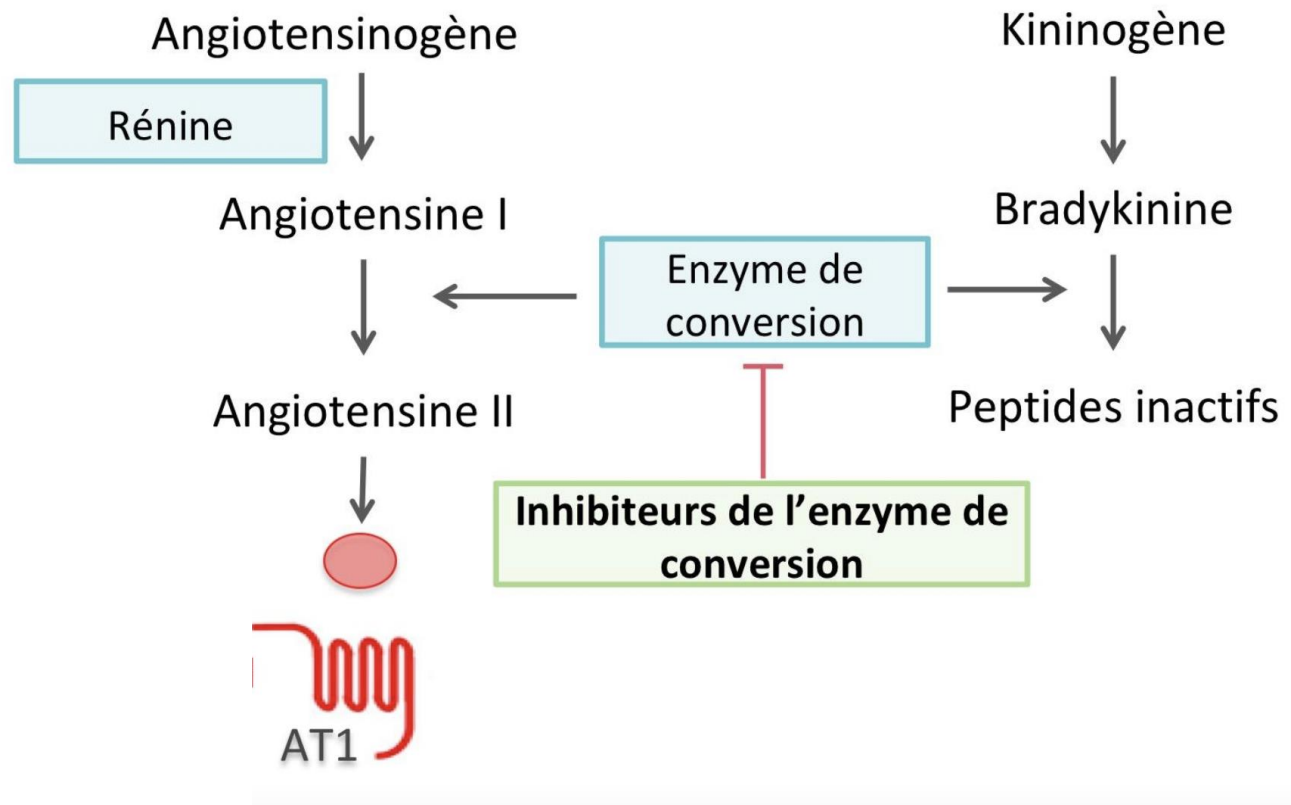 Angiotensinogène
Kininogène
Rénine
Angiotensine I
Bradykinine
Enzyme de
conversion
Angiotensine II
Peptides inactifs
Inhibiteurs de l’enzyme de
conversion
AT1